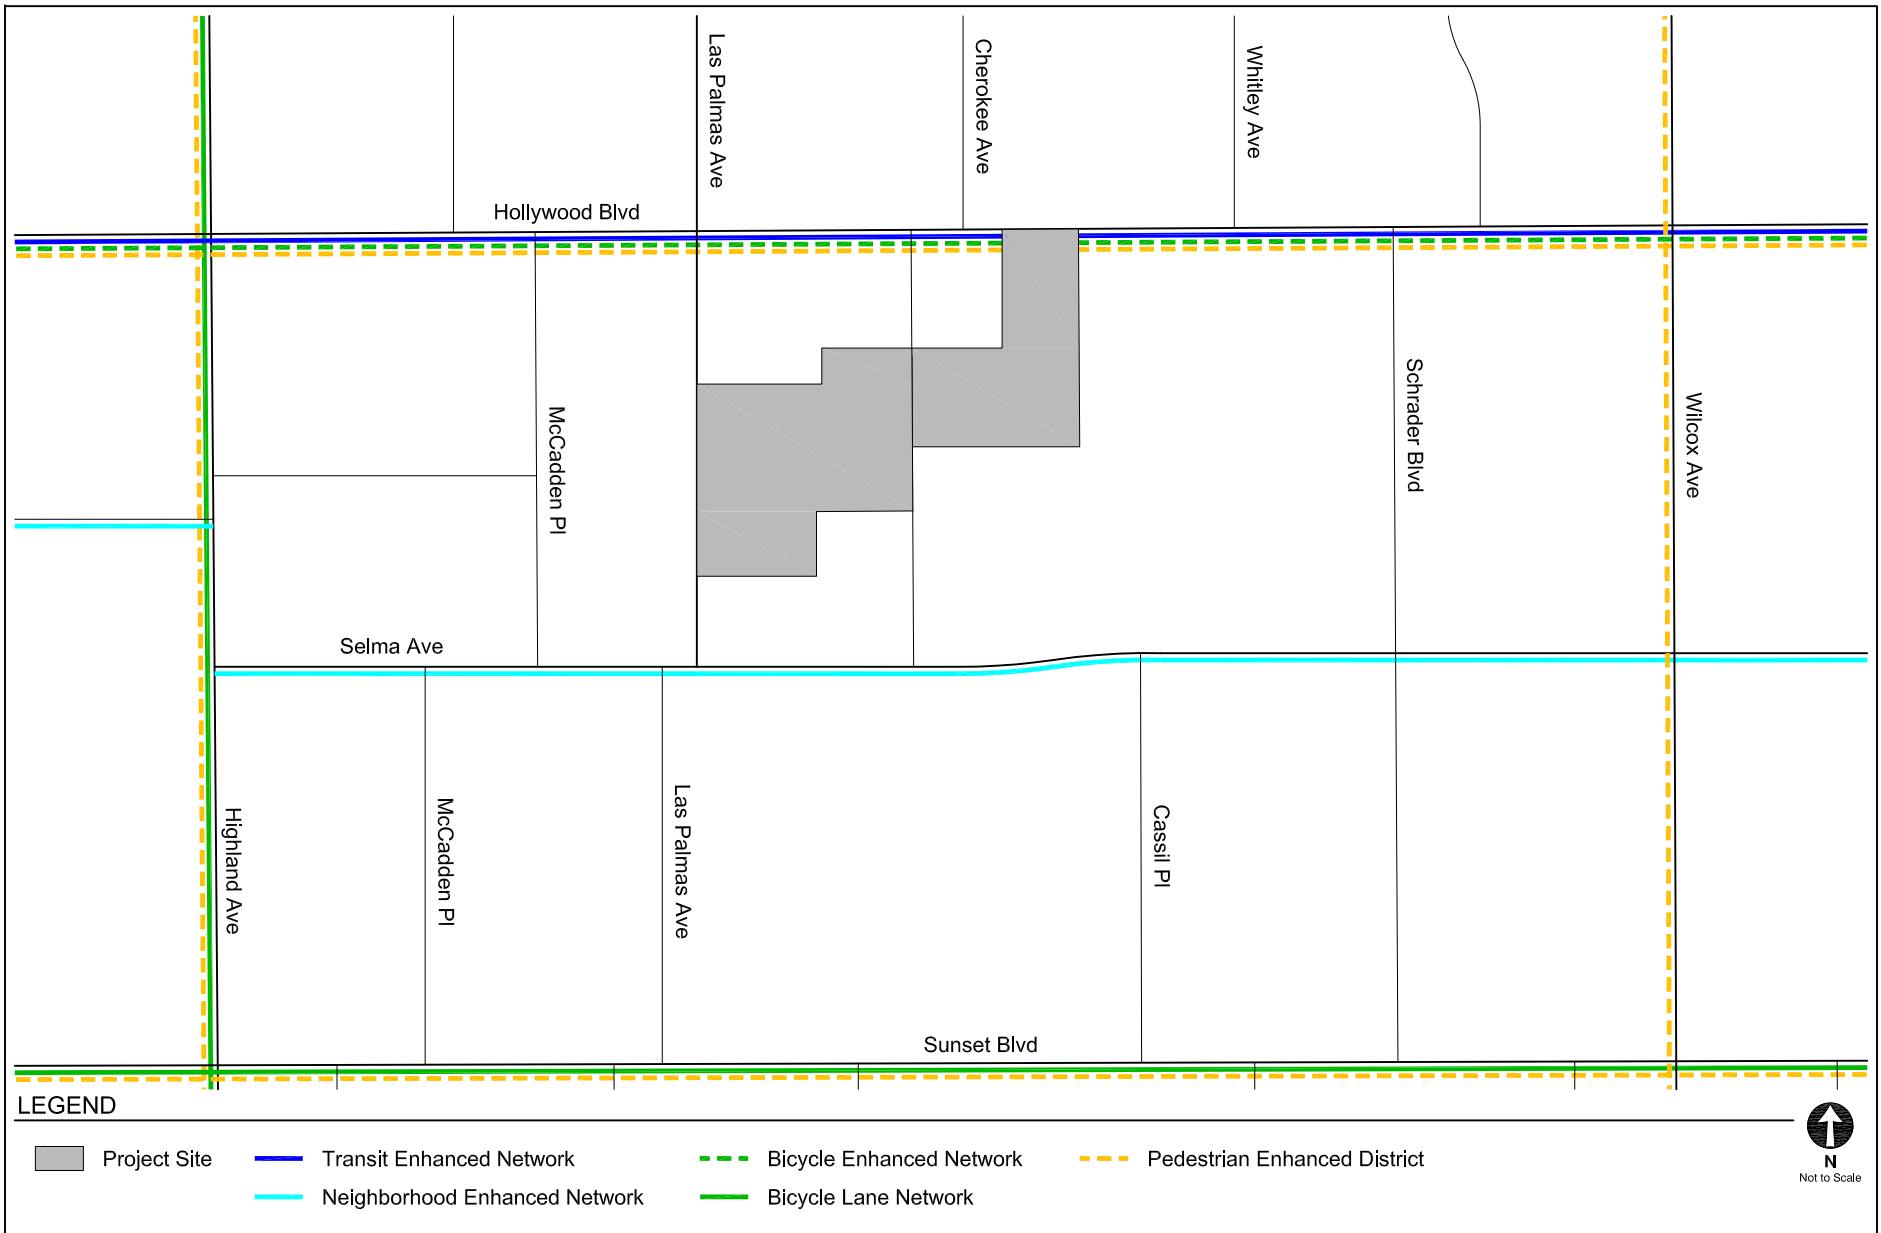 Las Palmas Ave
Cherokee Ave
Whitley Ave
Hollywood Blvd
McCadden Pl
Schrader Blvd
Wilcox Ave
Selma Ave
Highland Ave
McCadden Pl
Las Palmas Ave
Cassil Pl
Sunset Blvd
LEGEND
Project Site
Transit Enhanced Network
Bicycle Enhanced Network
Pedestrian Enhanced District
Neighborhood Enhanced Network
Bicycle Lane Network
N
Not to Scale